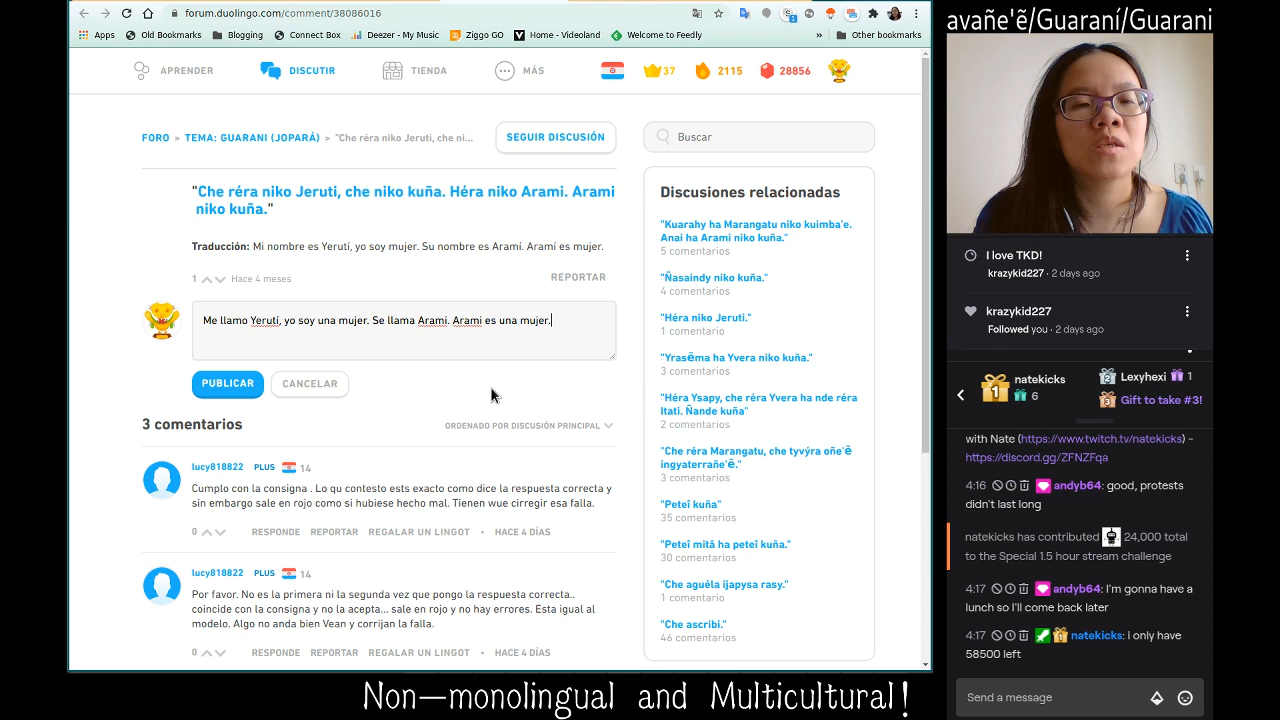 forum.duolingo.com/comment/38086016
Apps
Old Bookmarks
Blogging
Connect Box
Deezer - My Music
Ziggo GO
Home - Videoland
Welcome to Feedly
»
Other bookmarks
APRENDER
DISCUTIR
TIENDA
MÁS
37
2115
28856
FORO > TEMA: GUARANI (JOPARÁ) > "Che réra niko Jeruti, che ni...
SEGUIR DISCUSIÓN
"Che réra niko Jeruti, che niko kuña. Héra niko Arami. Arami
niko kuña."
Traducción: Mi nombre es Yerutí, yo soy mujer. Su nombre es Aramí. Aramí es mujer.
1
Hace 4 meses
REPORTAR
Me llamo Yerutí, yo soy una mujer. Se llama Arami. Arami es una mujer.
PUBLICAR
CANCELAR
3 comentarios
ORDENADO POR DISCUSIÓN PRINCIPAL
lucy818822 PLUS 14
Cumplo con la consigna . Lo qu contesto ests exacto como dice la respuesta correcta y
sin embargo sale en rojo como si hubiese hecho mal. Tienen wue cirregir esa falla.
0 RESPONDE REPORTAR REGALAR UN LINGOT • HACE 4 DÍAS
lucy818822 PLUS 14
Por favor. No es la primera ni la segunda vez que pongo la respuesta correcta..
coincide con la consigna y no la acepta... sale en rojo y no hay errores. Esta igual al
modelo. Algo no anda bien Vean y corrijan la falla.
0 RESPONDE REPORTAR REGALAR UN LINGOT • HACE 4 DÍAS
Buscar
Discusiones relacionadas
"Kuarahy ha Marangatu niko kuimba'e.
Anai ha Arami niko kuña."
5 comentarios
"Ñasaindy niko kuña."
4 comentarios
"Héra niko Jeruti."
1 comentario
"Yrasẽma ha Yvera niko kuña."
3 comentarios
"Héra Ysapy, che réra Yvera ha nde réra
Itati. Ñande kuña"
2 comentarios
"Che réra Marangatu, che tyvýra oñe'ẽ
ingyaterrañe'ẽ."
3 comentarios
"Peteĩ kuña"
35 comentarios
"Peteĩ mitã ha peteĩ kuña."
30 comentarios
"Che aguéla ijapysa rasy."
1 comentario
"Che ascribi."
46 comentarios
avañe'ẽ/Guaraní/Guarani
I love TKD!
krazykid227 · 2 days ago
krazykid227
Followed you · 2 days ago
1
natekicks
6
2 Lexyhexi 1
3 Gift to take #3!
with Nate (https://www.twitch.tv/natekicks) -
https://discord.gg/ZFNZFqa
4:16 andyb64: good, protests
didn't last long
natekicks has contributed 24,000 total
to the Special 1.5 hour stream challenge
4:17 andyb64: I'm gonna have a
lunch so I'll come back later
4:17 natekicks: i only have
58500 left
Send a message
Non-monolingual and Multicultural!